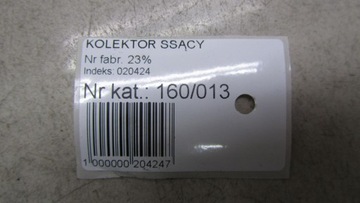 KOLEKTOR SSĄCY
Nr fabr. 23%
Indeks: 020424
Nr kat.: 160/013
1 000000 204247